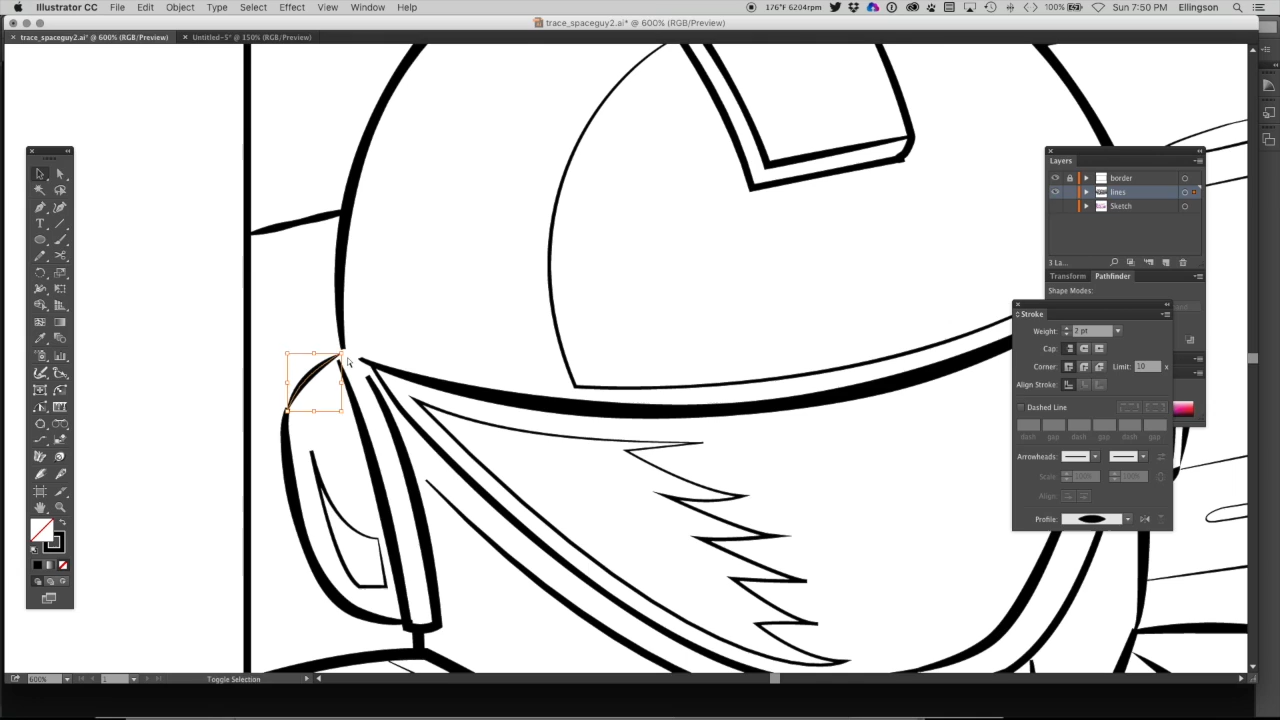 Illustrator CC File Edit Object Type Select Effect View Window Help 176°F 6204rpm 100% Sun 7:50 PM Ellingson
trace_spaceguy2.ai* @ 600% (RGB/Preview)
trace_spaceguy2.ai* @ 600% (RGB/Preview) Untitled-5* @ 150% (RGB/Preview)
Layers
border
lines
Sketch
3 La...
Transform Pathfinder
Shape Modes:
Stroke
Weight: 2 pt
Cap:
Corner: Limit: 10 x
Align Stroke:
Dashed Line
dash gap dash gap dash gap
Arrowheads:
Scale: 100% 100%
Align:
Profile:
600% 1 Toggle Selection